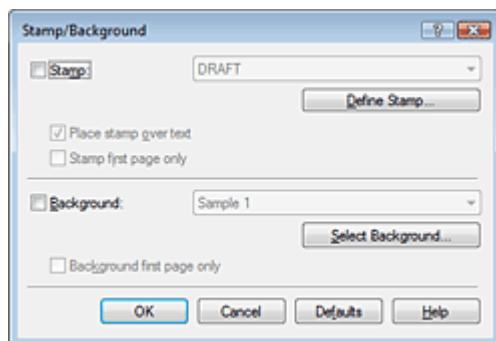 Stamp/Background
Stamp: DRAFT
Define Stamp...
Place stamp over text
Stamp first page only
Background: Sample 1
Select Background...
Background first page only
OK Cancel Defaults Help